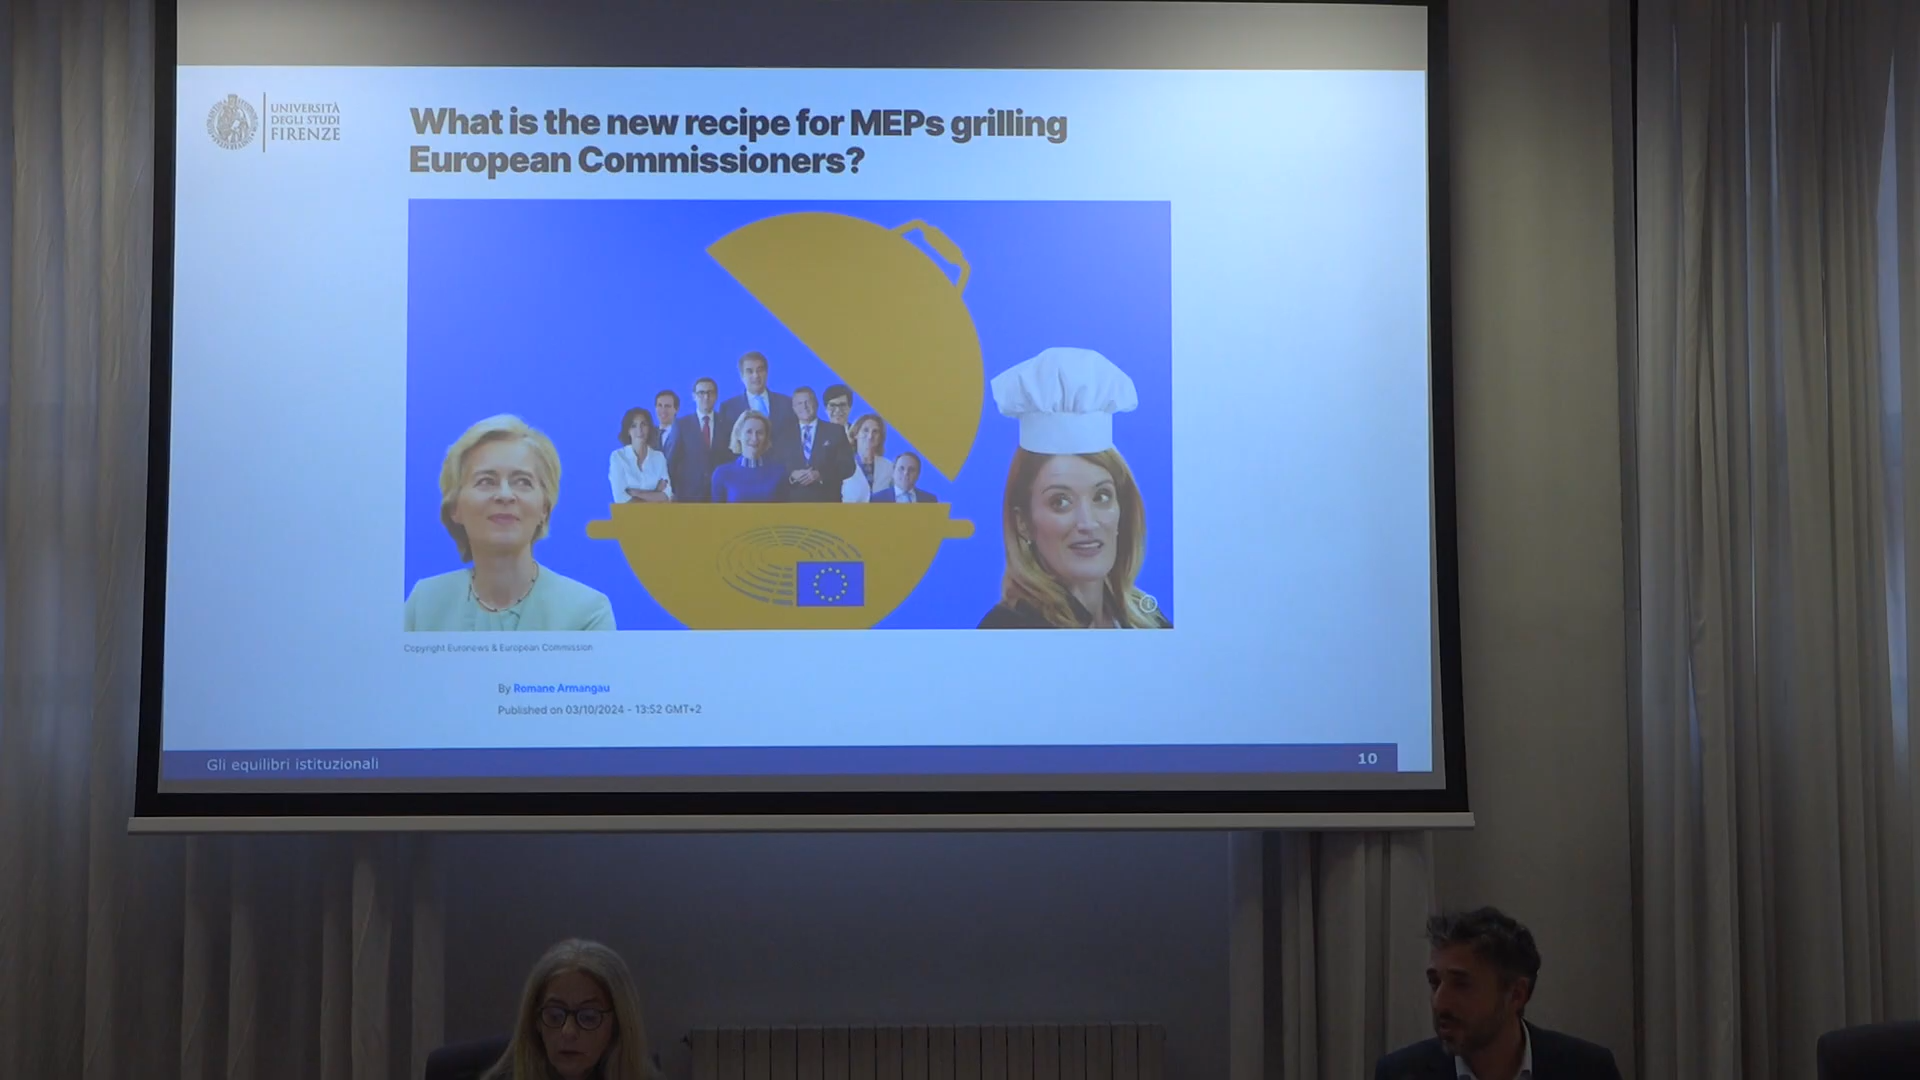 UNIVERSITÀ
DEGLI STUDI
FIRENZE
What is the new recipe for MEPs grilling
European Commissioners?
Copyright Euronews & European Commission
By Romane Armangau
Published on 03/10/2024 - 13:52 GMT+2
Gli equilibri istituzionali
10